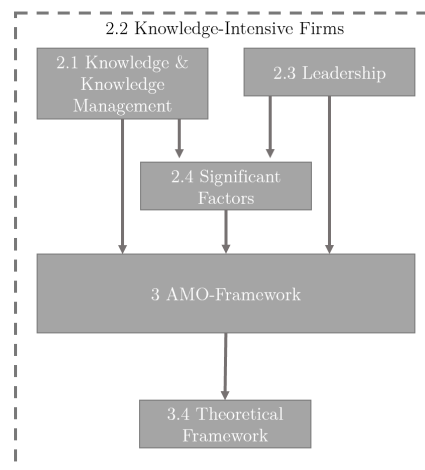 2.2 Knowledge-Intensive Firms
2.1 Knowledge &
Knowledge
Management
2.3 Leadership
2.4 Significant
Factors
3 AMO-Framework
3.4 Theoretical
Framework